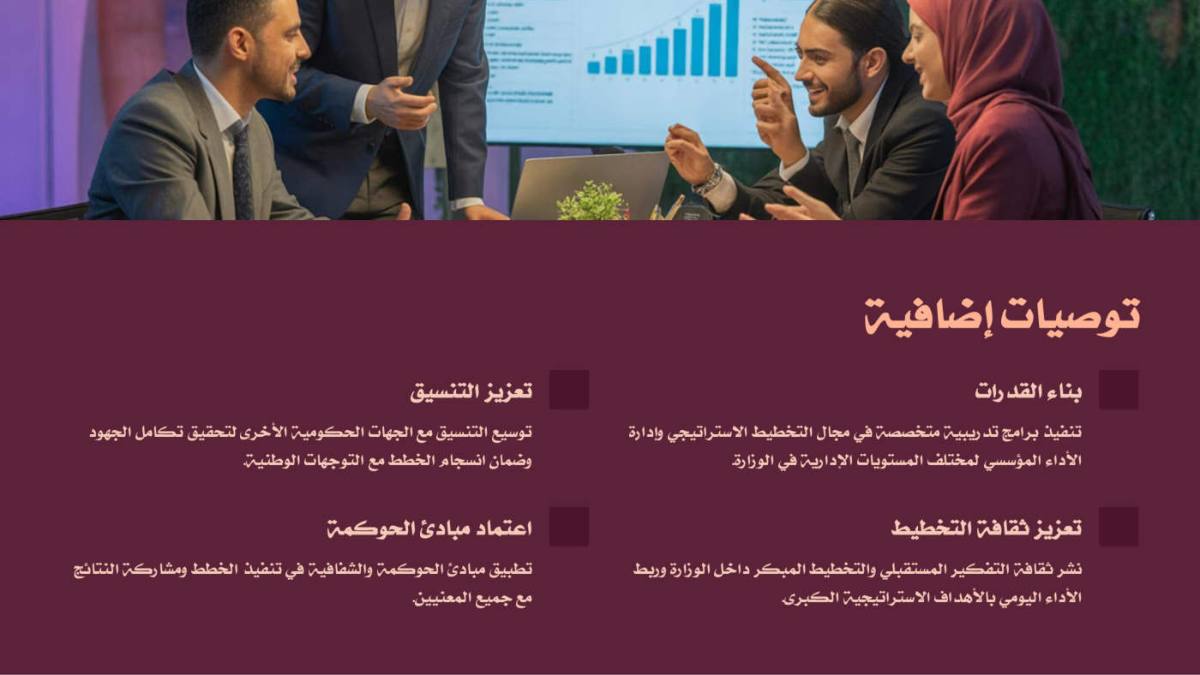 توصيات إضافية
بناء القدرات
تنفيذ برامج تدريبية متخصصة في مجال التخطيط الاستراتيجي وإدارة
الأداء المؤسسي لمختلف المستويات الإدارية في الوزارة.
تعزيز التنسيق
توسيع التنسيق مع الجهات الحكومية الأخرى لتحقيق تكامل الجهود
وضمان انسجام الخطط مع التوجهات الوطنية.
تعزيز ثقافة التخطيط
نشر ثقافة التفكير المستقبلي والتخطيط المبكر داخل الوزارة وربط
الأداء اليومي بالأهداف الاستراتيجية الكبرى.
اعتماد مبادئ الحوكمة
تطبيق مبادئ الحوكمة والشفافية في تنفيذ الخطط ومشاركة النتائج
مع جميع المعنيين.